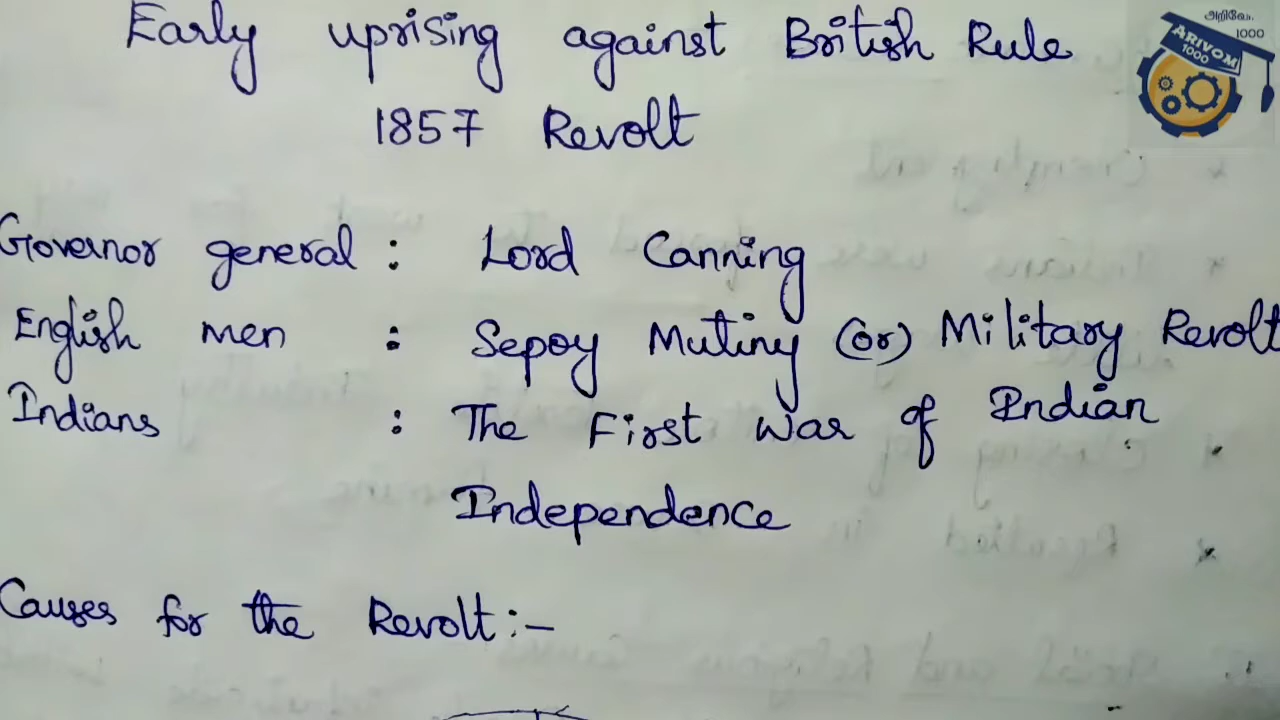 Early uprising against British Rule
1857 Revolt
Governor general : Lord Canning
English men : Sepoy Mutiny (or) Military Revolt
Indians : The First War of Indian
Independence
Causes for the Revolt:-
1000
ARIVOM
1000